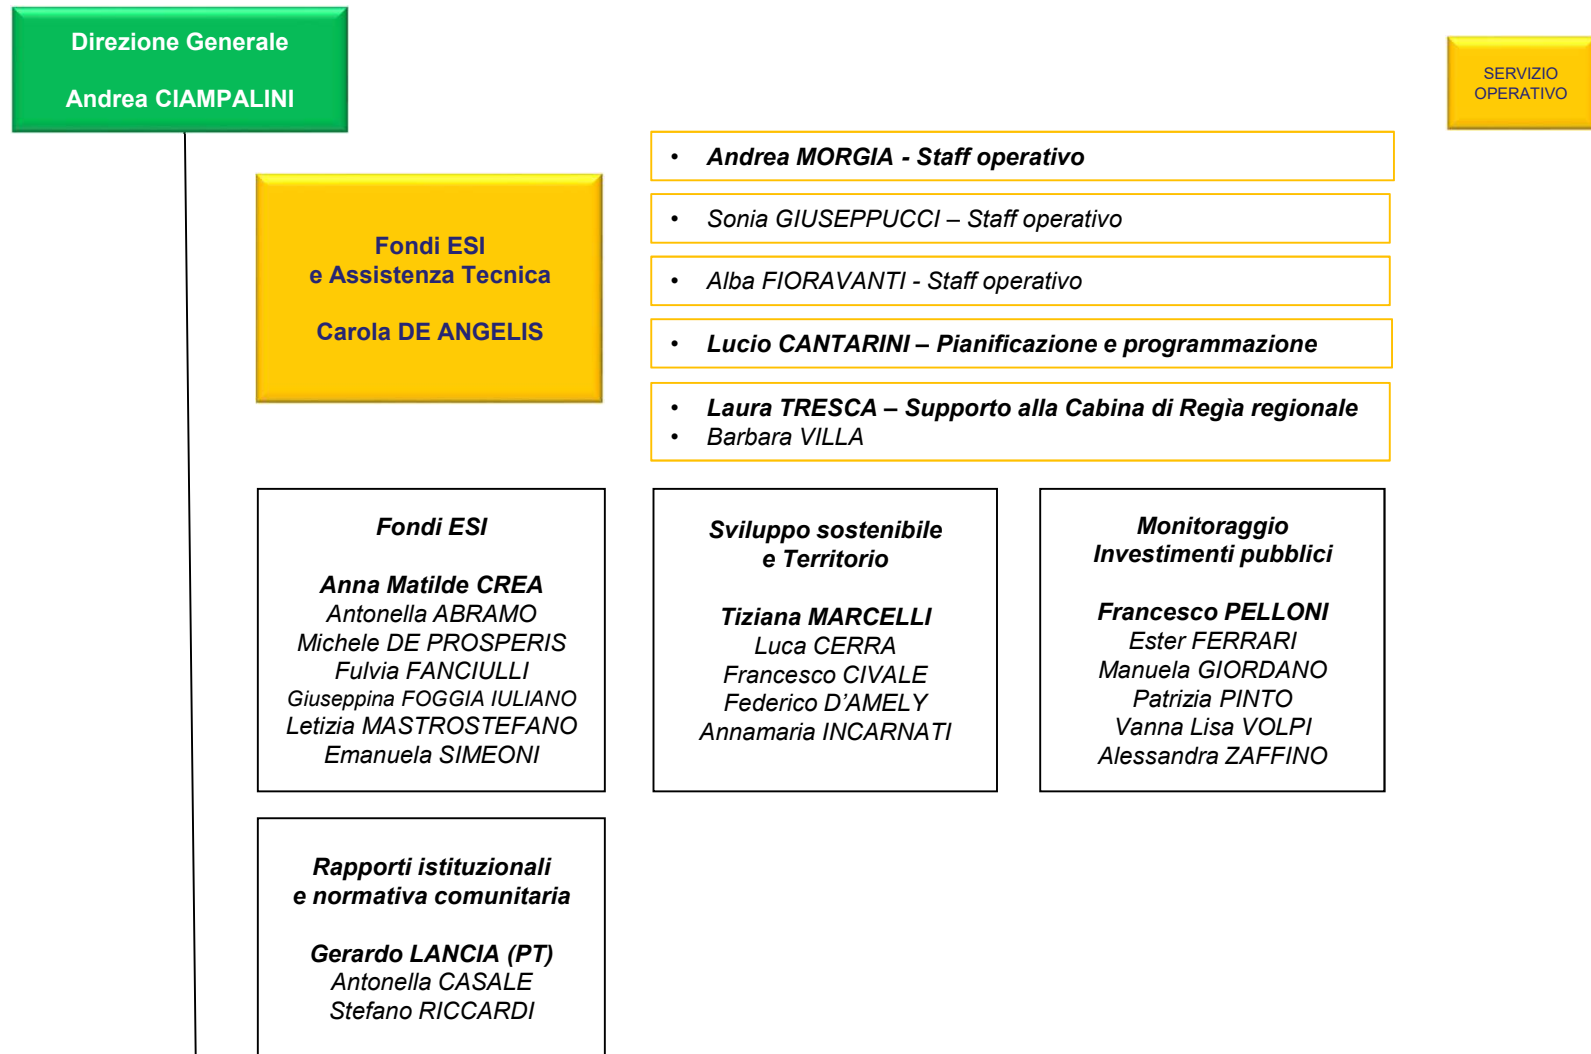 Direzione Generale
Andrea CIAMPALINI
SERVIZIO
OPERATIVO
Fondi ESI
e Assistenza Tecnica
Carola DE ANGELIS
• Andrea MORGIA - Staff operativo
• Sonia GIUSEPPUCCI – Staff operativo
• Alba FIORAVANTI - Staff operativo
• Lucio CANTARINI – Pianificazione e programmazione
• Laura TRESCA – Supporto alla Cabina di Regìa regionale
• Barbara VILLA
Fondi ESI
Anna Matilde CREA
Antonella ABRAMO
Michele DE PROSPERIS
Fulvia FANCIULLI
Giuseppina FOGGIA IULIANO
Letizia MASTROSTEFANO
Emanuela SIMEONI
Sviluppo sostenibile
e Territorio
Tiziana MARCELLI
Luca CERRA
Francesco CIVALE
Federico D’AMELY
Annamaria INCARNATI
Monitoraggio
Investimenti pubblici
Francesco PELLONI
Ester FERRARI
Manuela GIORDANO
Patrizia PINTO
Vanna Lisa VOLPI
Alessandra ZAFFINO
Rapporti istituzionali
e normativa comunitaria
Gerardo LANCIA (PT)
Antonella CASALE
Stefano RICCARDI